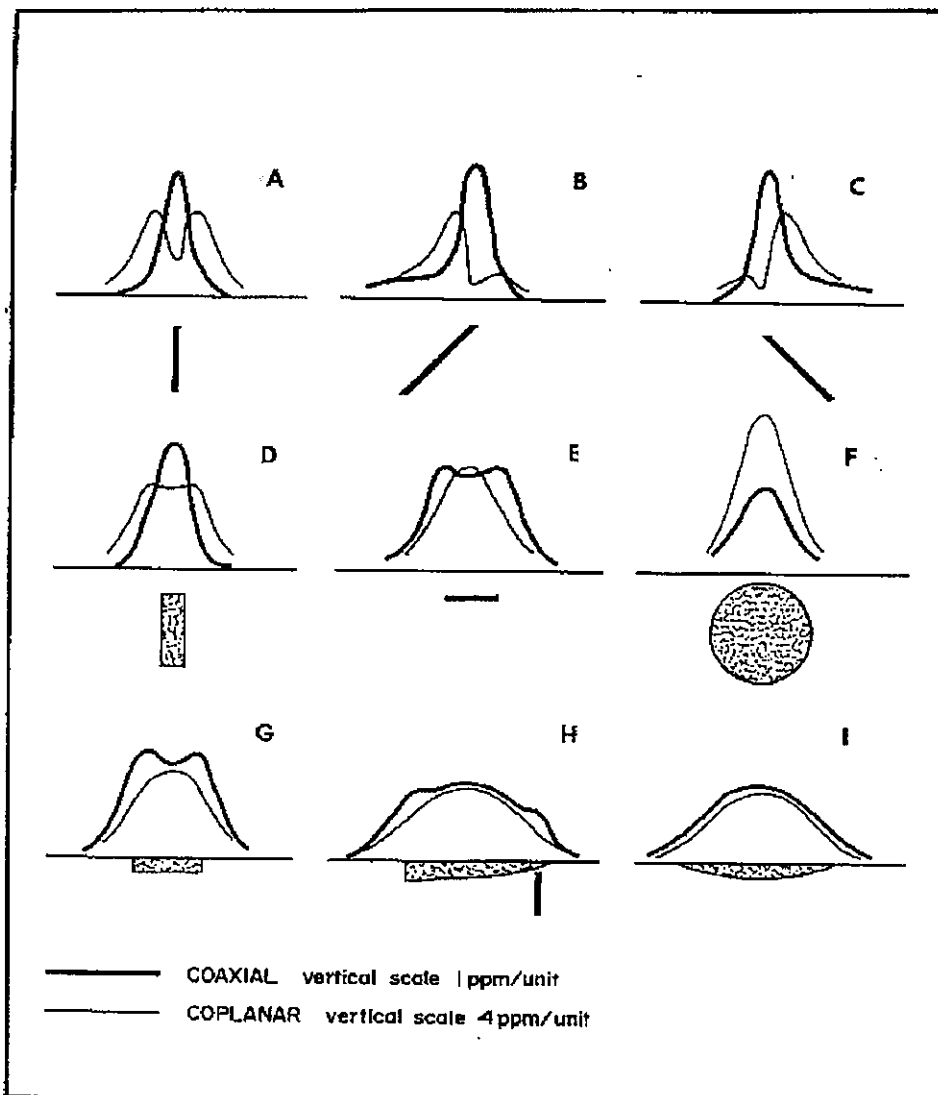 A B C
D E F
G H I
COAXIAL vertical scale 1 ppm/unit
COPLANAR vertical scale 4 ppm/unit